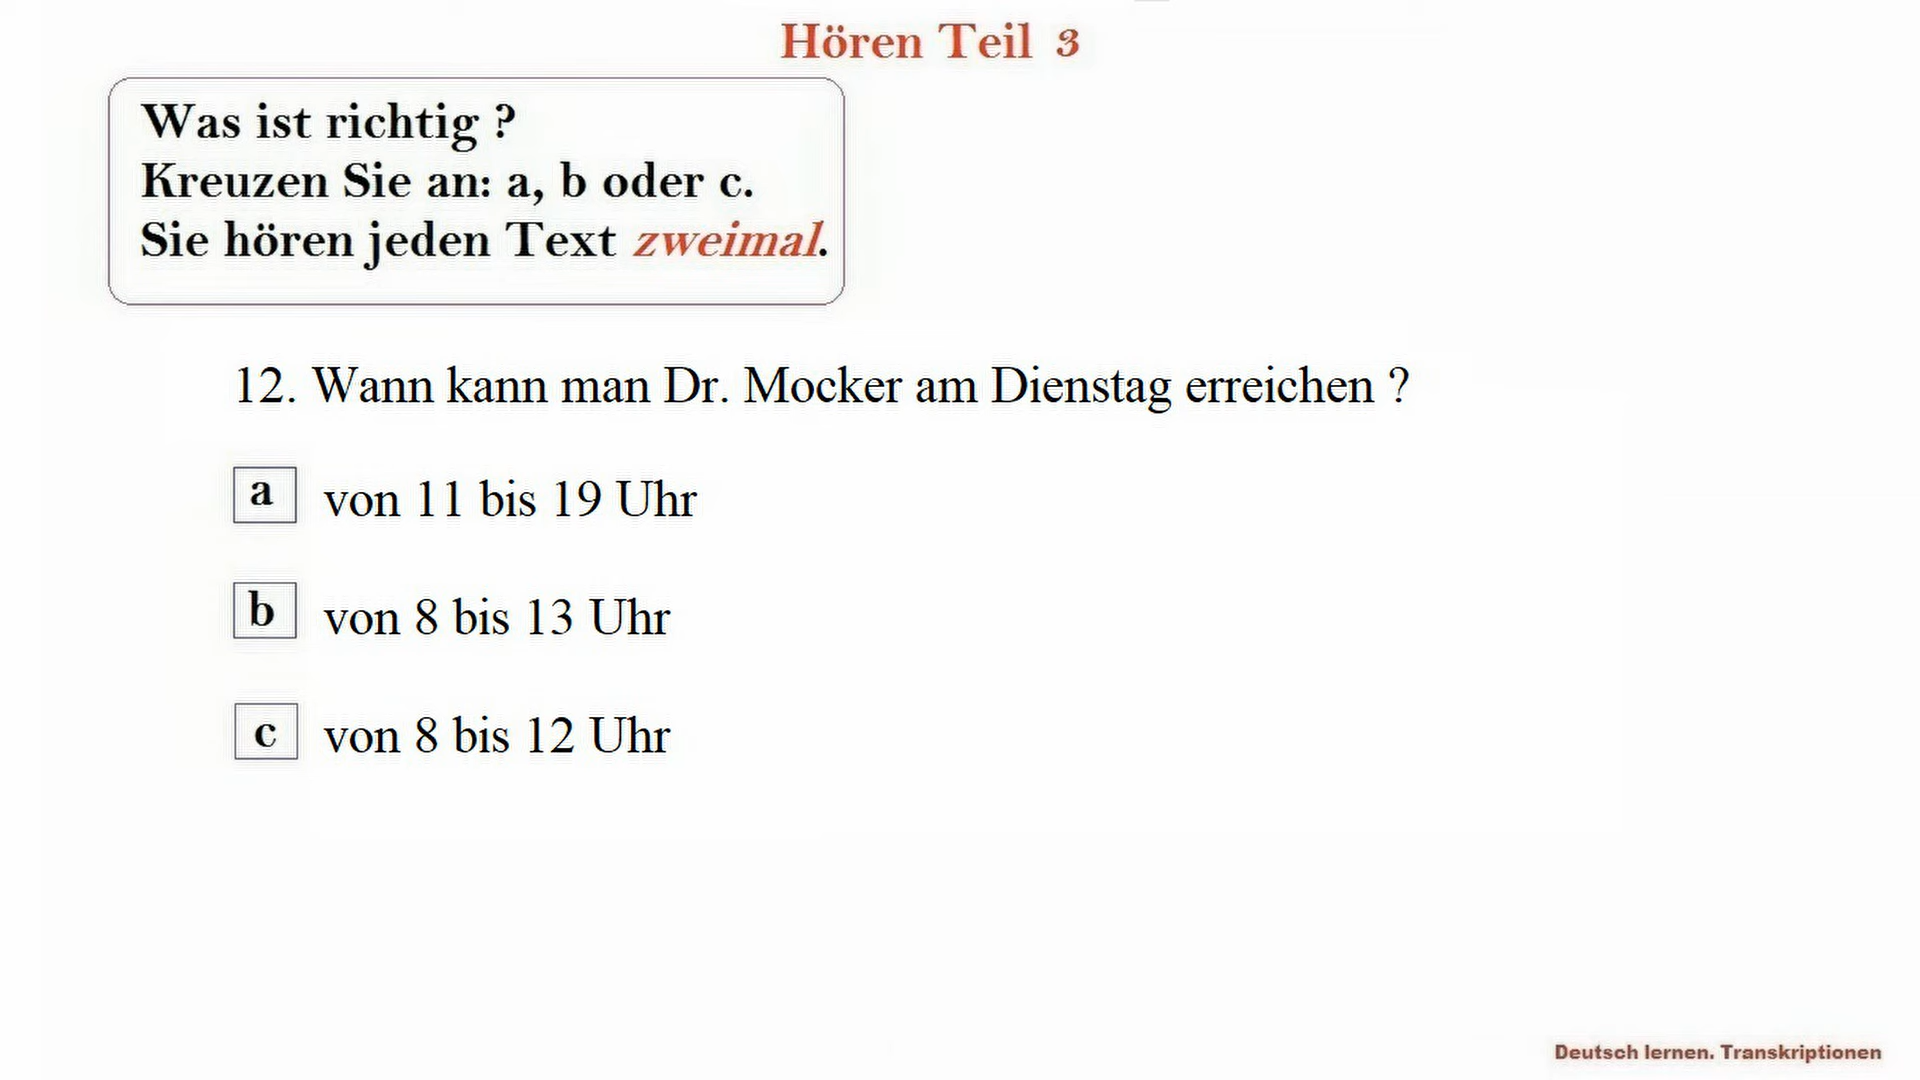 Hören Teil 3
Was ist richtig ?
Kreuzen Sie an: a, b oder c.
Sie hören jeden Text zweimal.
12. Wann kann man Dr. Mocker am Dienstag erreichen ?
a von 11 bis 19 Uhr
b von 8 bis 13 Uhr
c von 8 bis 12 Uhr
Deutsch lernen. Transkriptionen